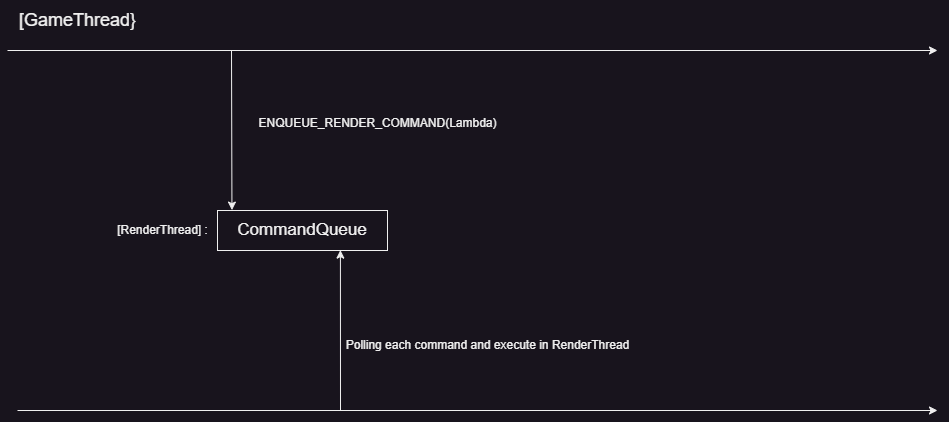 [GameThread}
ENQUEUE_RENDER_COMMAND(Lambda)
[RenderThread] :
CommandQueue
Polling each command and execute in RenderThread